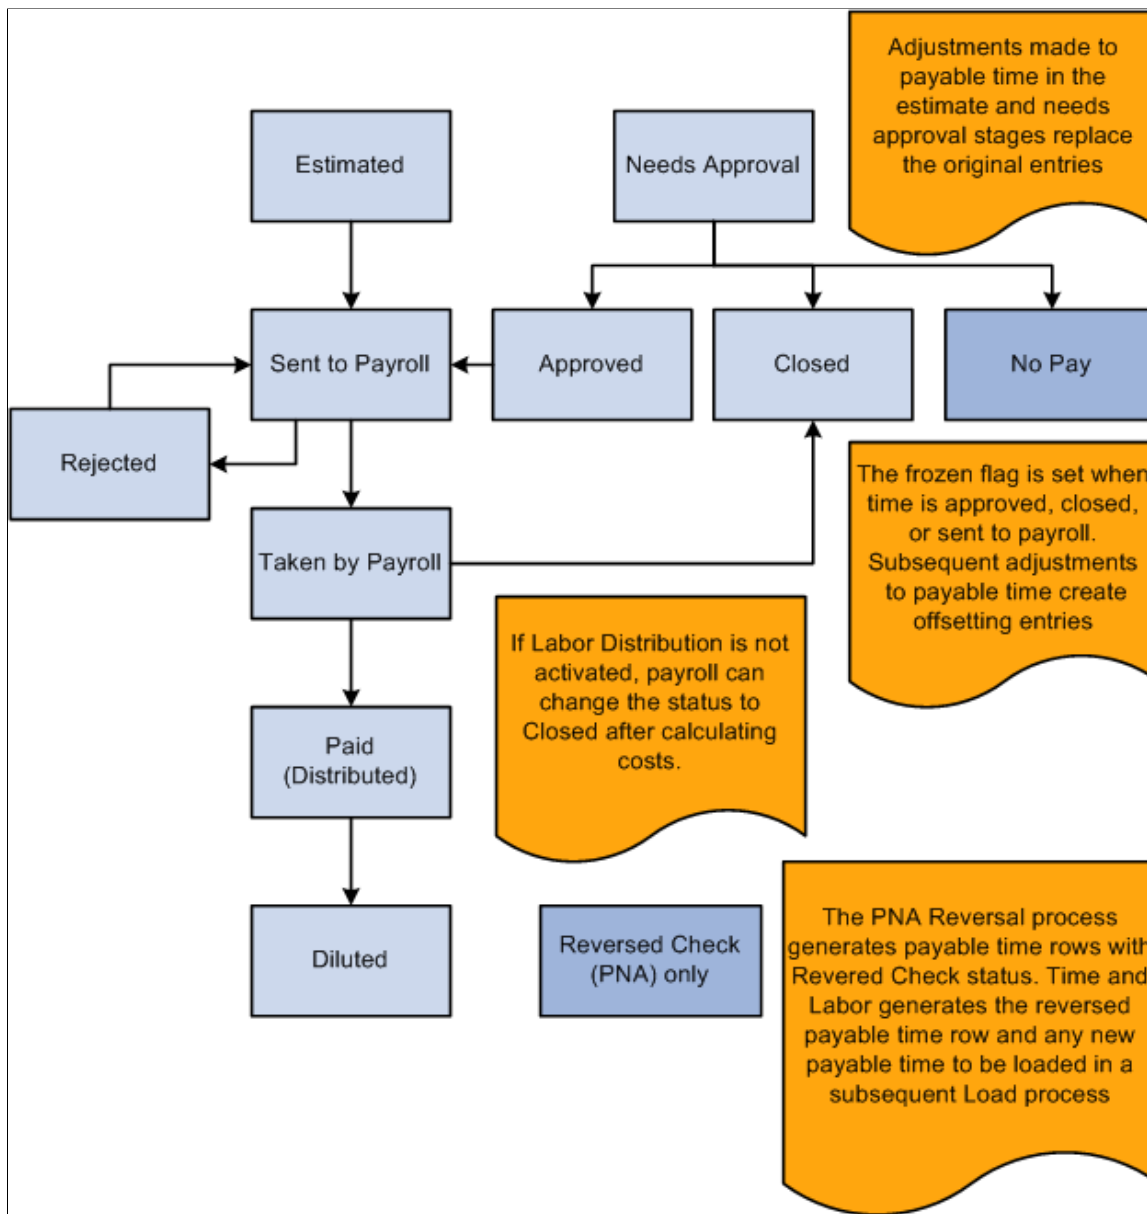 Adjustments made to
payable time in the
estimate and needs
approval stages replace
the original entries
Estimated
Needs Approval
Sent to Payroll
Approved
Closed
No Pay
Rejected
The frozen flag is set when
time is approved, closed,
or sent to payroll.
Subsequent adjustments
to payable time create
offsetting entries
Taken by Payroll
If Labor Distribution is not
activated, payroll can
change the status to
Closed after calculating
costs.
Paid
(Distributed)
Diluted
Reversed Check
(PNA) only
The PNA Reversal process
generates payable time rows with
Revered Check status. Time and
Labor generates the reversed
payable time row and any new
payable time to be loaded in a
subsequent Load process